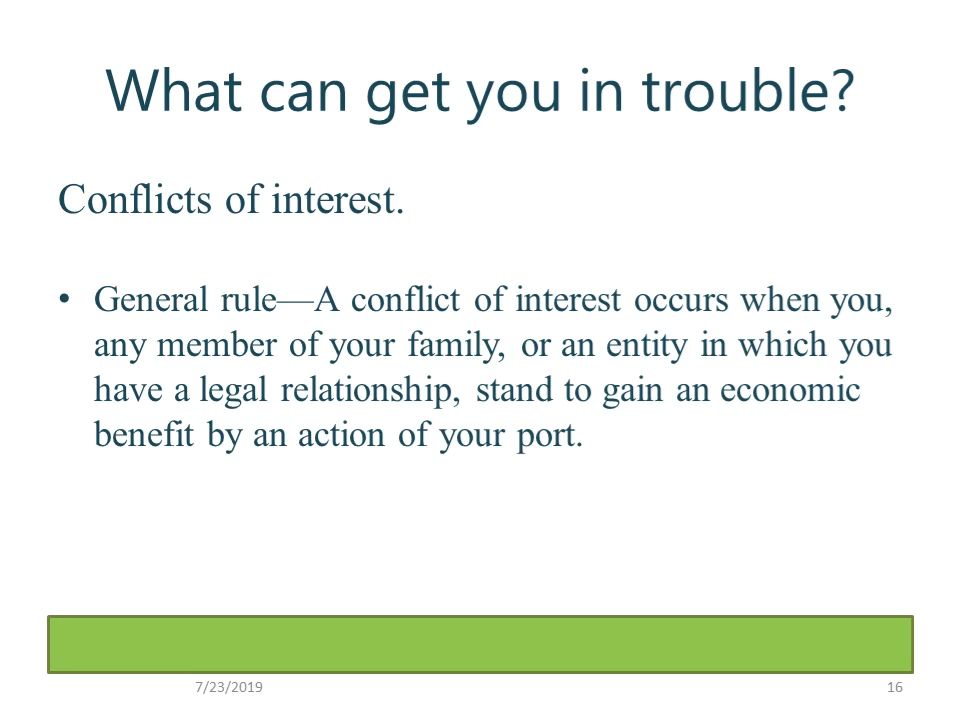 What can get you in trouble?
Conflicts of interest.
• General rule—A conflict of interest occurs when you,
any member of your family, or an entity in which you
have a legal relationship, stand to gain an economic
benefit by an action of your port.
7/23/2019
16